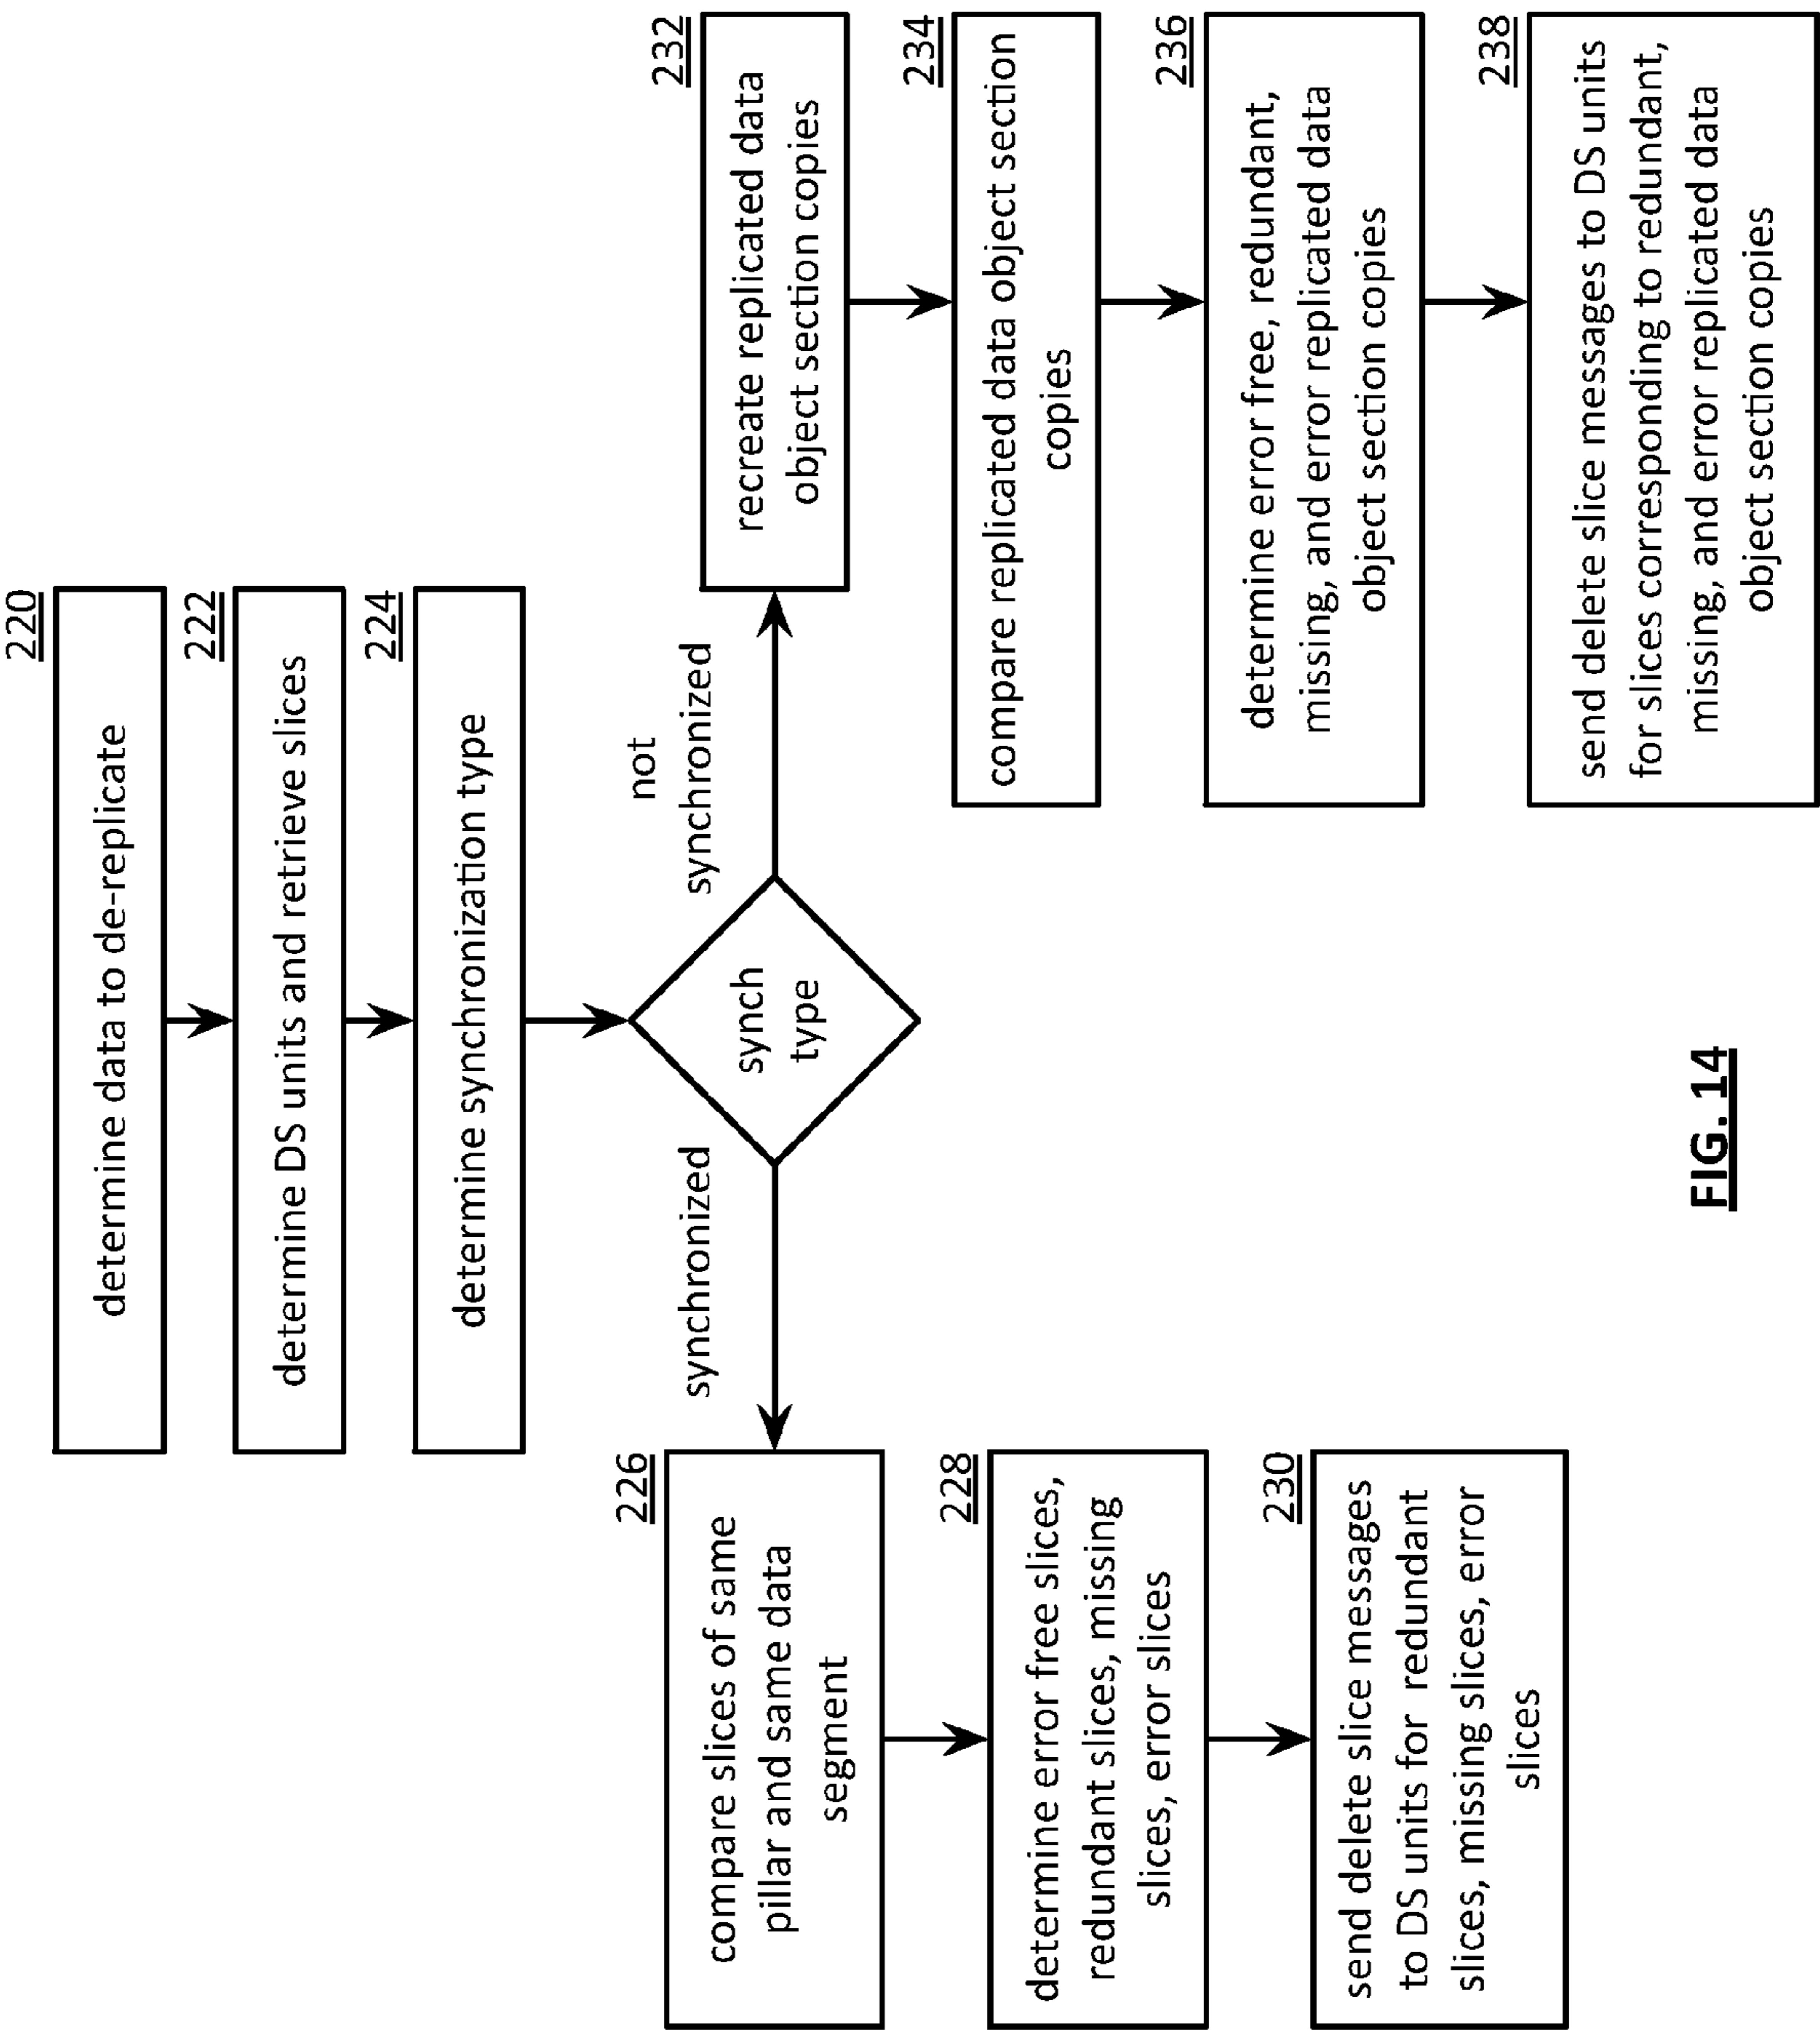 220
determine data to de-replicate
222
determine DS units and retrieve slices
224
determine synchronization type
synch
type
synchronized
not
synchronized
226
compare slices of same
pillar and same data
segment
228
determine error free slices,
redundant slices, missing
slices, error slices
230
send delete slice messages
to DS units for redundant
slices, missing slices, error
slices
232
recreate replicated data
object section copies
234
compare replicated data object section
copies
236
determine error free, redundant,
missing, and error replicated data
object section copies
238
send delete slice messages to DS units
for slices corresponding to redundant,
missing, and error replicated data
object section copies
FIG. 14